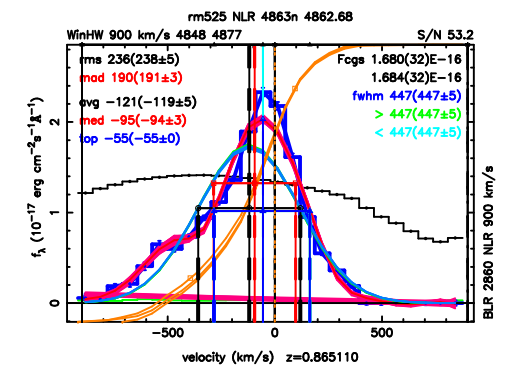 rm525 NLR 4863n 4862.68
WinHW 900 km/s 4848 4877 S/N 53.2
rms 236(238±5) Fcgs 1.680(32)E-16
mad 190(191±3) 1.684(32)E-16
avg -121(-119±5) fwhm 447(447±5)
med -95(-94±3) > 447(447±5)
top -55(-55±0) < 447(447±5)
2
1
0
fλ (10⁻¹⁷ erg cm⁻²s⁻¹Å⁻¹)
BLR 2860 NLR 900 km/s
-500 0 500
velocity (km/s) z=0.865110